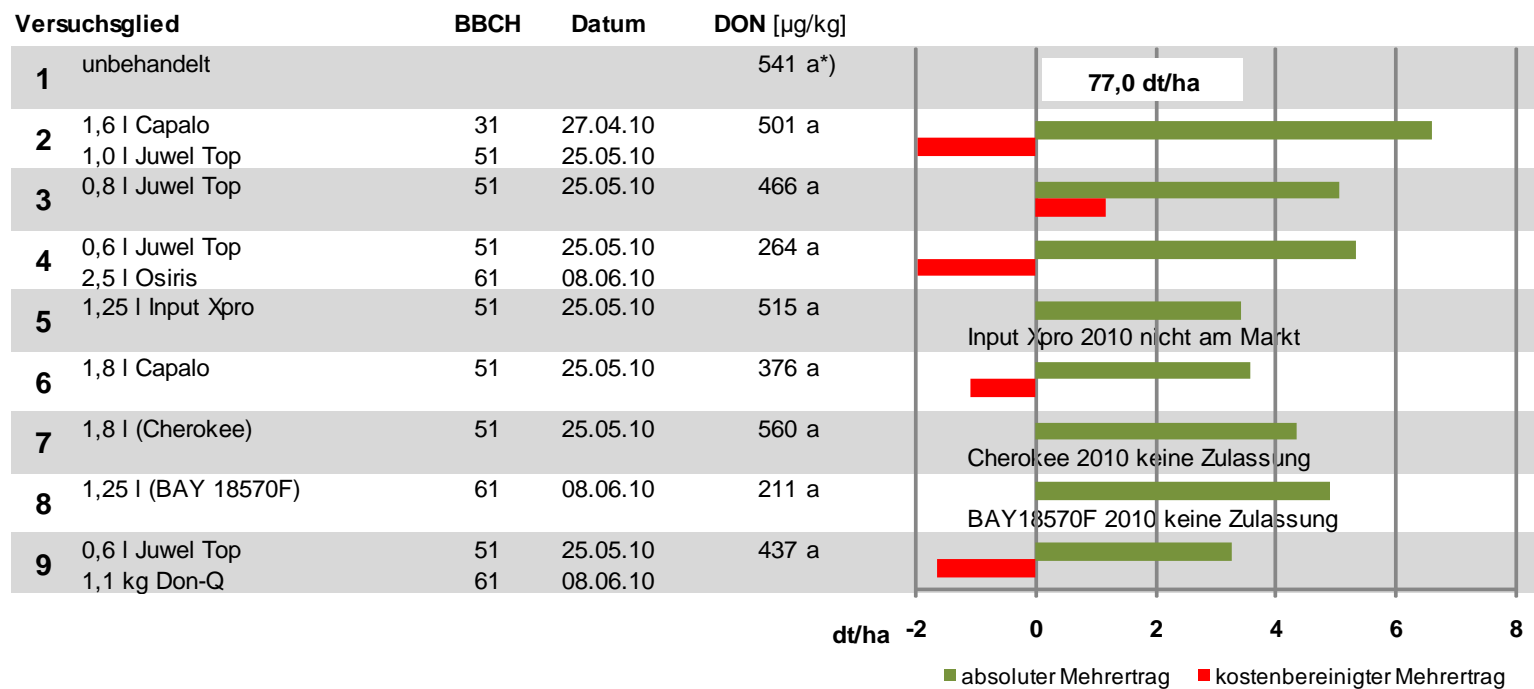 Versuchsglied BBCH Datum DON [µg/kg]
1 unbehandelt 541 a*) 77,0 dt/ha
2 1,6 l Capalo 31 27.04.10 501 a
1,0 l Juwel Top 51 25.05.10
3 0,8 l Juwel Top 51 25.05.10 466 a
4 0,6 l Juwel Top 51 25.05.10 264 a
2,5 l Osiris 61 08.06.10
5 1,25 l Input Xpro 51 25.05.10 515 a
Input Xpro 2010 nicht am Markt
6 1,8 l Capalo 51 25.05.10 376 a
7 1,8 l (Cherokee) 51 25.05.10 560 a
Cherokee 2010 keine Zulassung
8 1,25 l (BAY 18570F) 61 08.06.10 211 a
BAY18570F 2010 keine Zulassung
9 0,6 l Juwel Top 51 25.05.10 437 a
1,1 kg Don-Q 61 08.06.10
dt/ha -2 0 2 4 6 8
absoluter Mehrertrag kostenbereinigter Mehrertrag